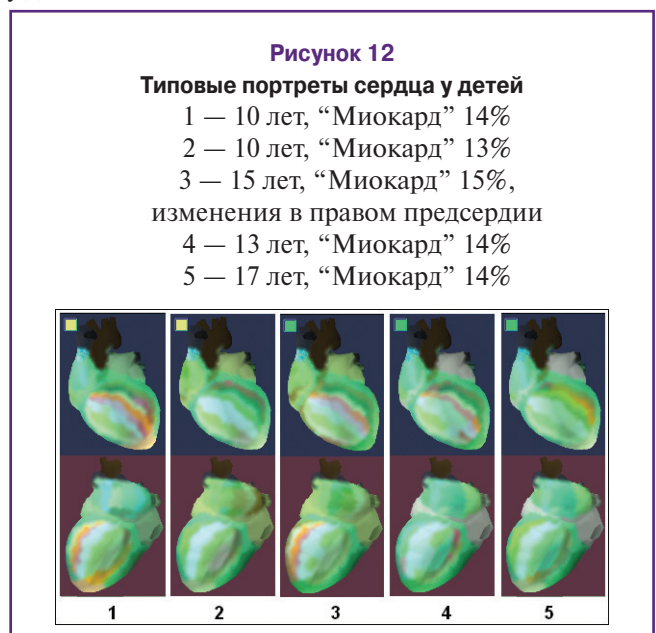 Рисунок 12
Типовые портреты сердца у детей
1 — 10 лет, “Миокард” 14%
2 — 10 лет, “Миокард” 13%
3 — 15 лет, “Миокард” 15%,
изменения в правом предсердии
4 — 13 лет, “Миокард” 14%
5 — 17 лет, “Миокард” 14%
1 2 3 4 5